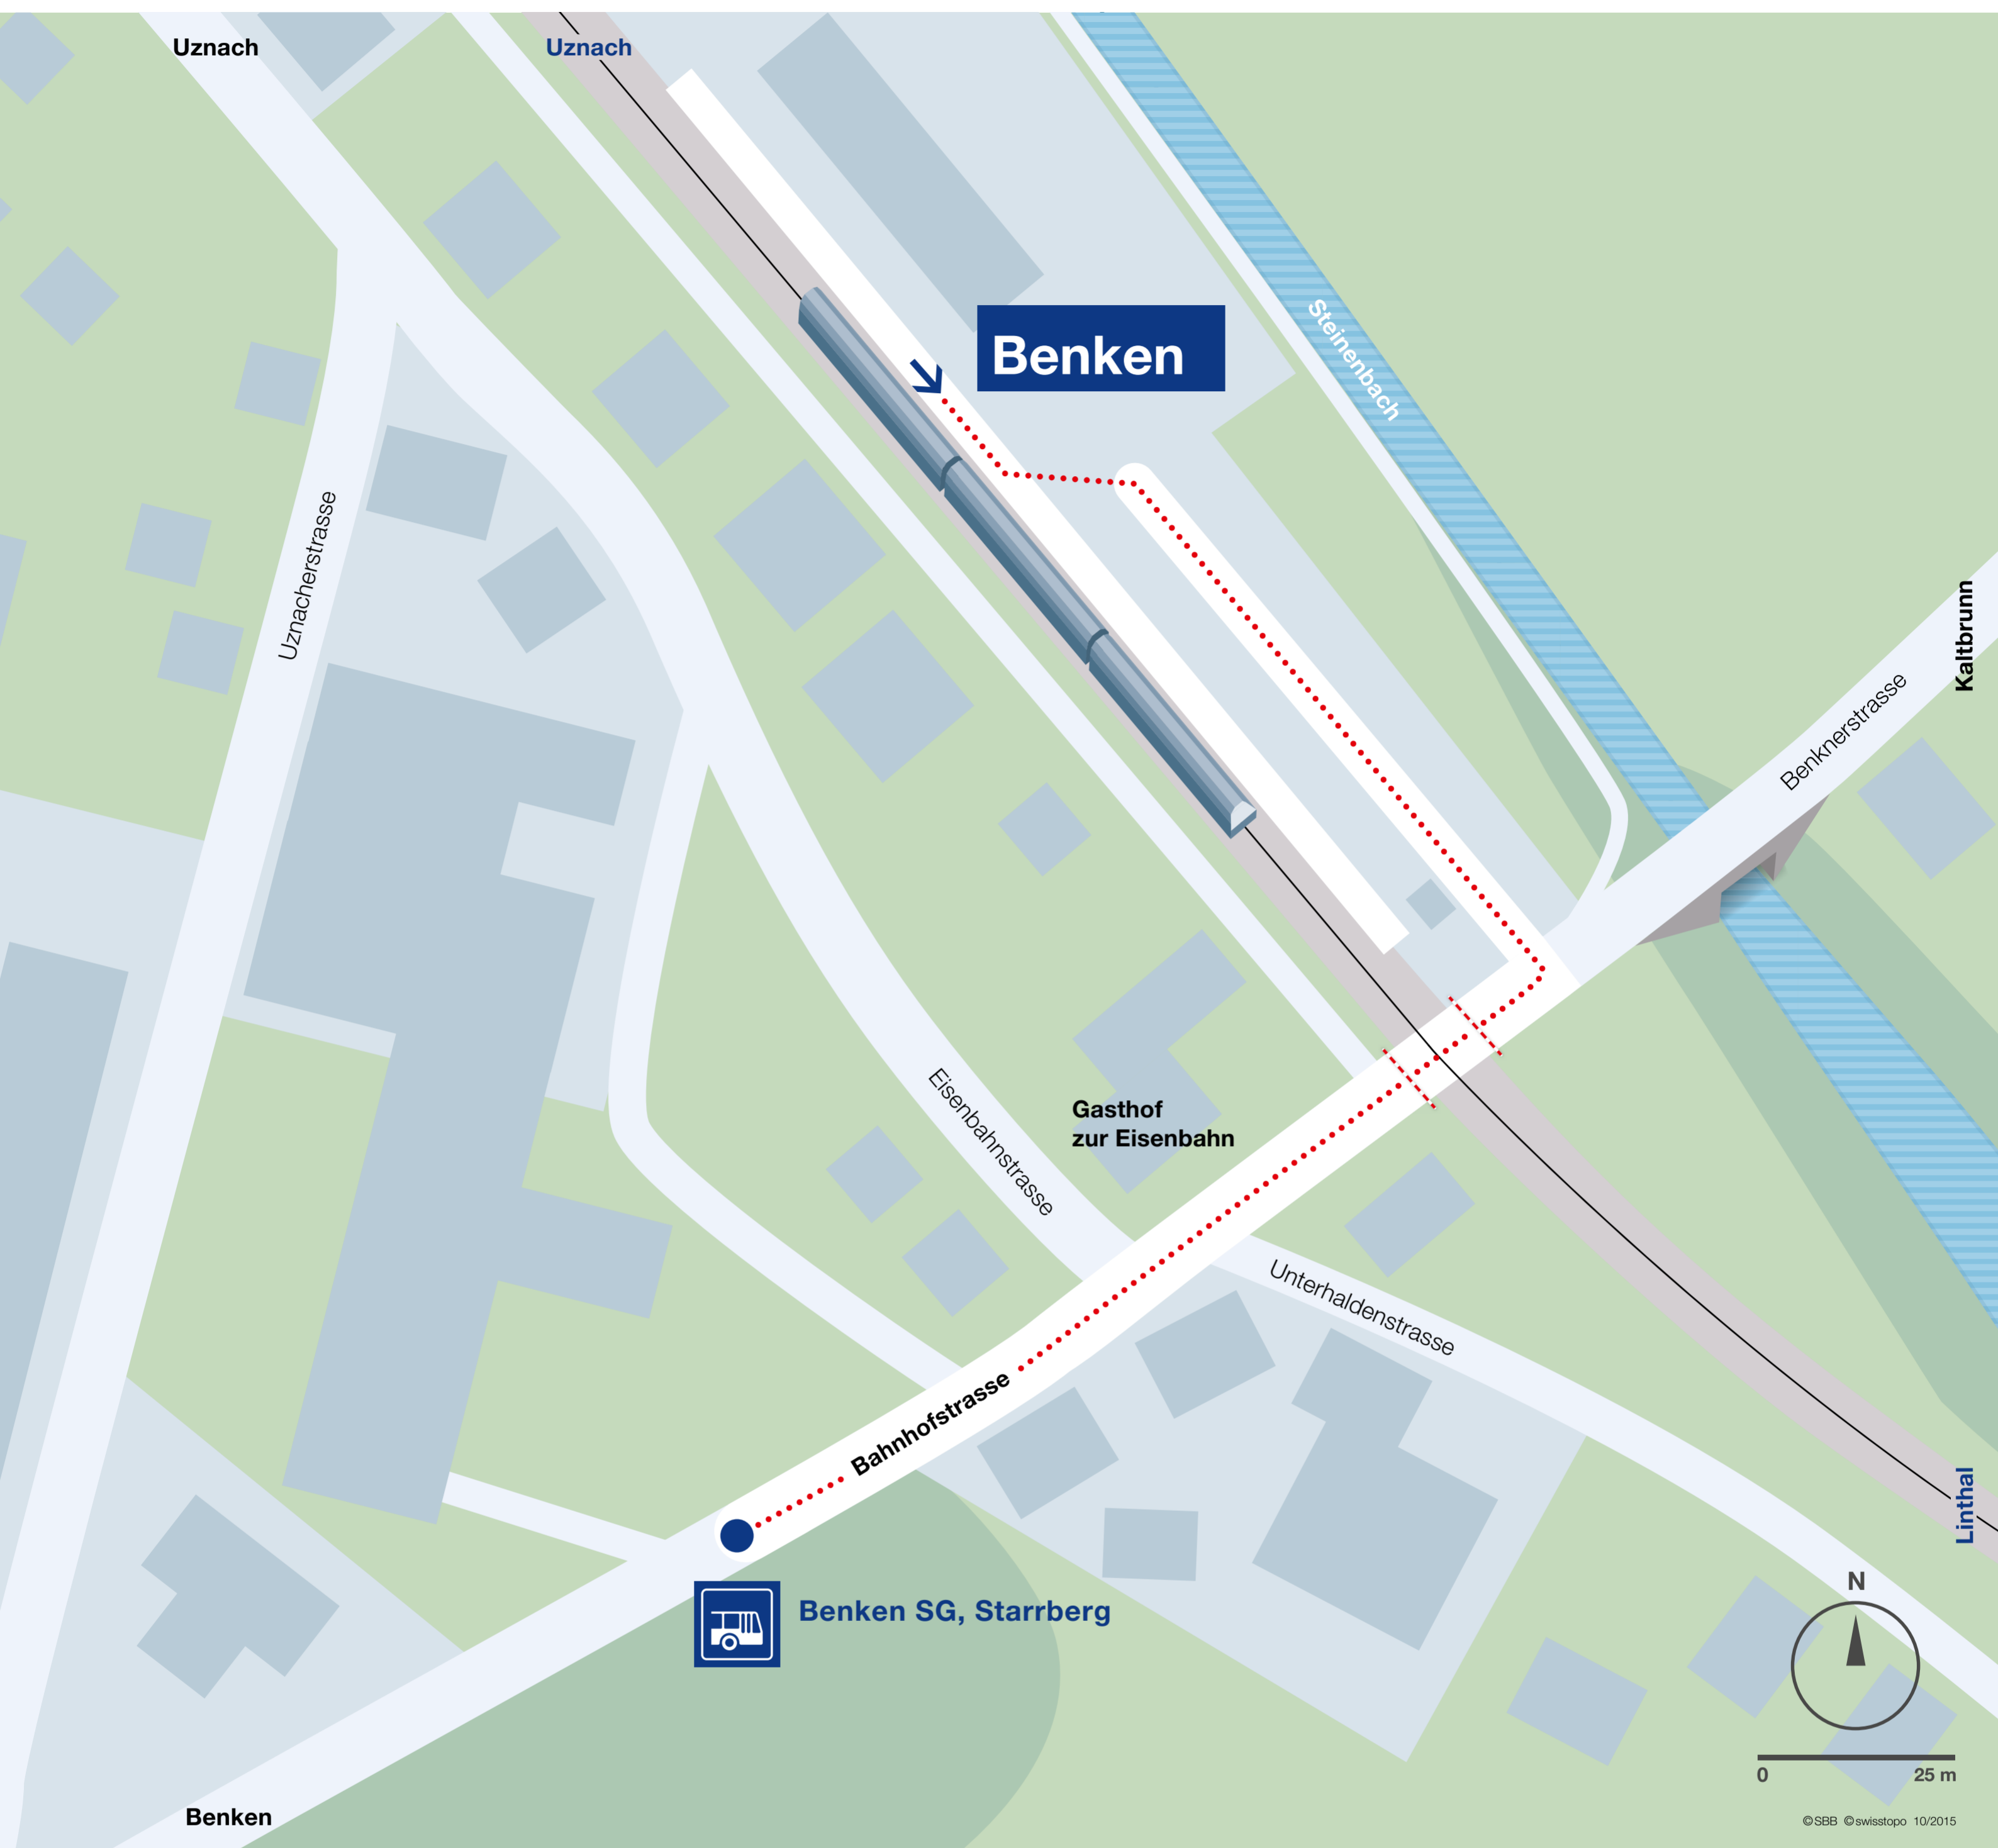 Uznach
Uznach
Benken
Steinenbach
Kaltbrunn
Benknerstrasse
Uznacherstrasse
Eisenbahnstrasse
Gasthof
zur Eisenbahn
Unterhaldenstrasse
Bahnhofstrasse
Linthal
Benken SG, Starrberg
N
0 25 m
Benken
©SBB ©swisstopo 10/2015